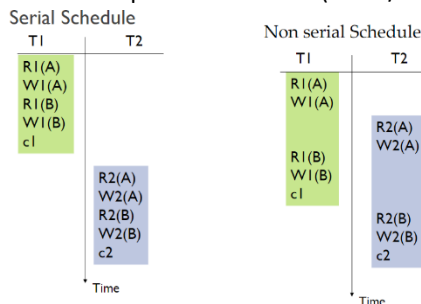 Serial Schedule
T1 T2
R1(A)
W1(A)
R1(B)
W1(B)
c1
R2(A)
W2(A)
R2(B)
W2(B)
c2
Time
Non serial Schedule
T1 T2
R1(A)
W1(A)
R2(A)
W2(A)
R1(B)
W1(B)
c1
R2(B)
W2(B)
c2
Time